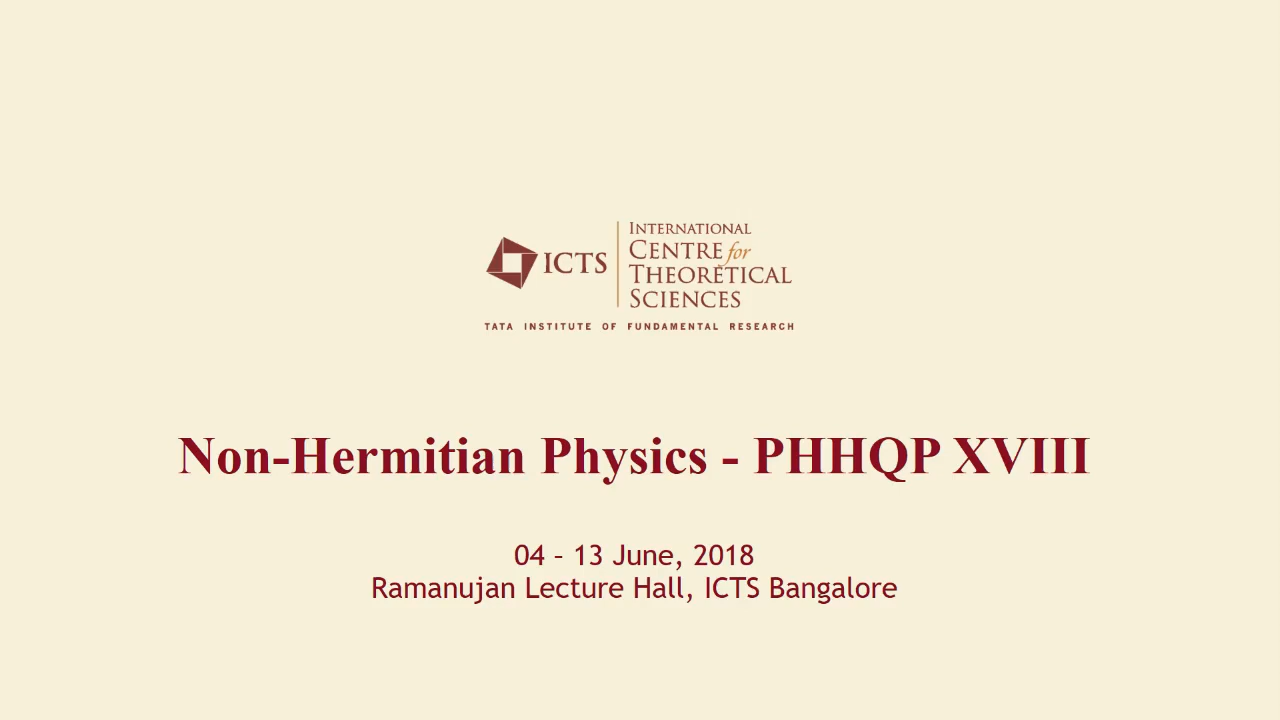 ICTS
INTERNATIONAL
CENTRE for
THEORETICAL
SCIENCES
TATA INSTITUTE OF FUNDAMENTAL RESEARCH
Non-Hermitian Physics - PHHQP XVIII
04 – 13 June, 2018
Ramanujan Lecture Hall, ICTS Bangalore